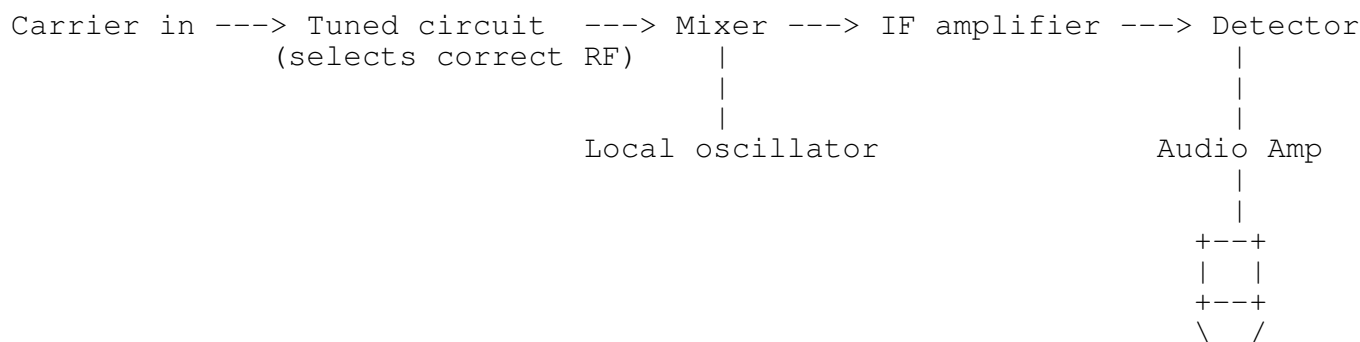 Carrier in ---> Tuned circuit  ---> Mixer ---> IF amplifier ---> Detector
(selects correct RF)
Local oscillator Audio Amp